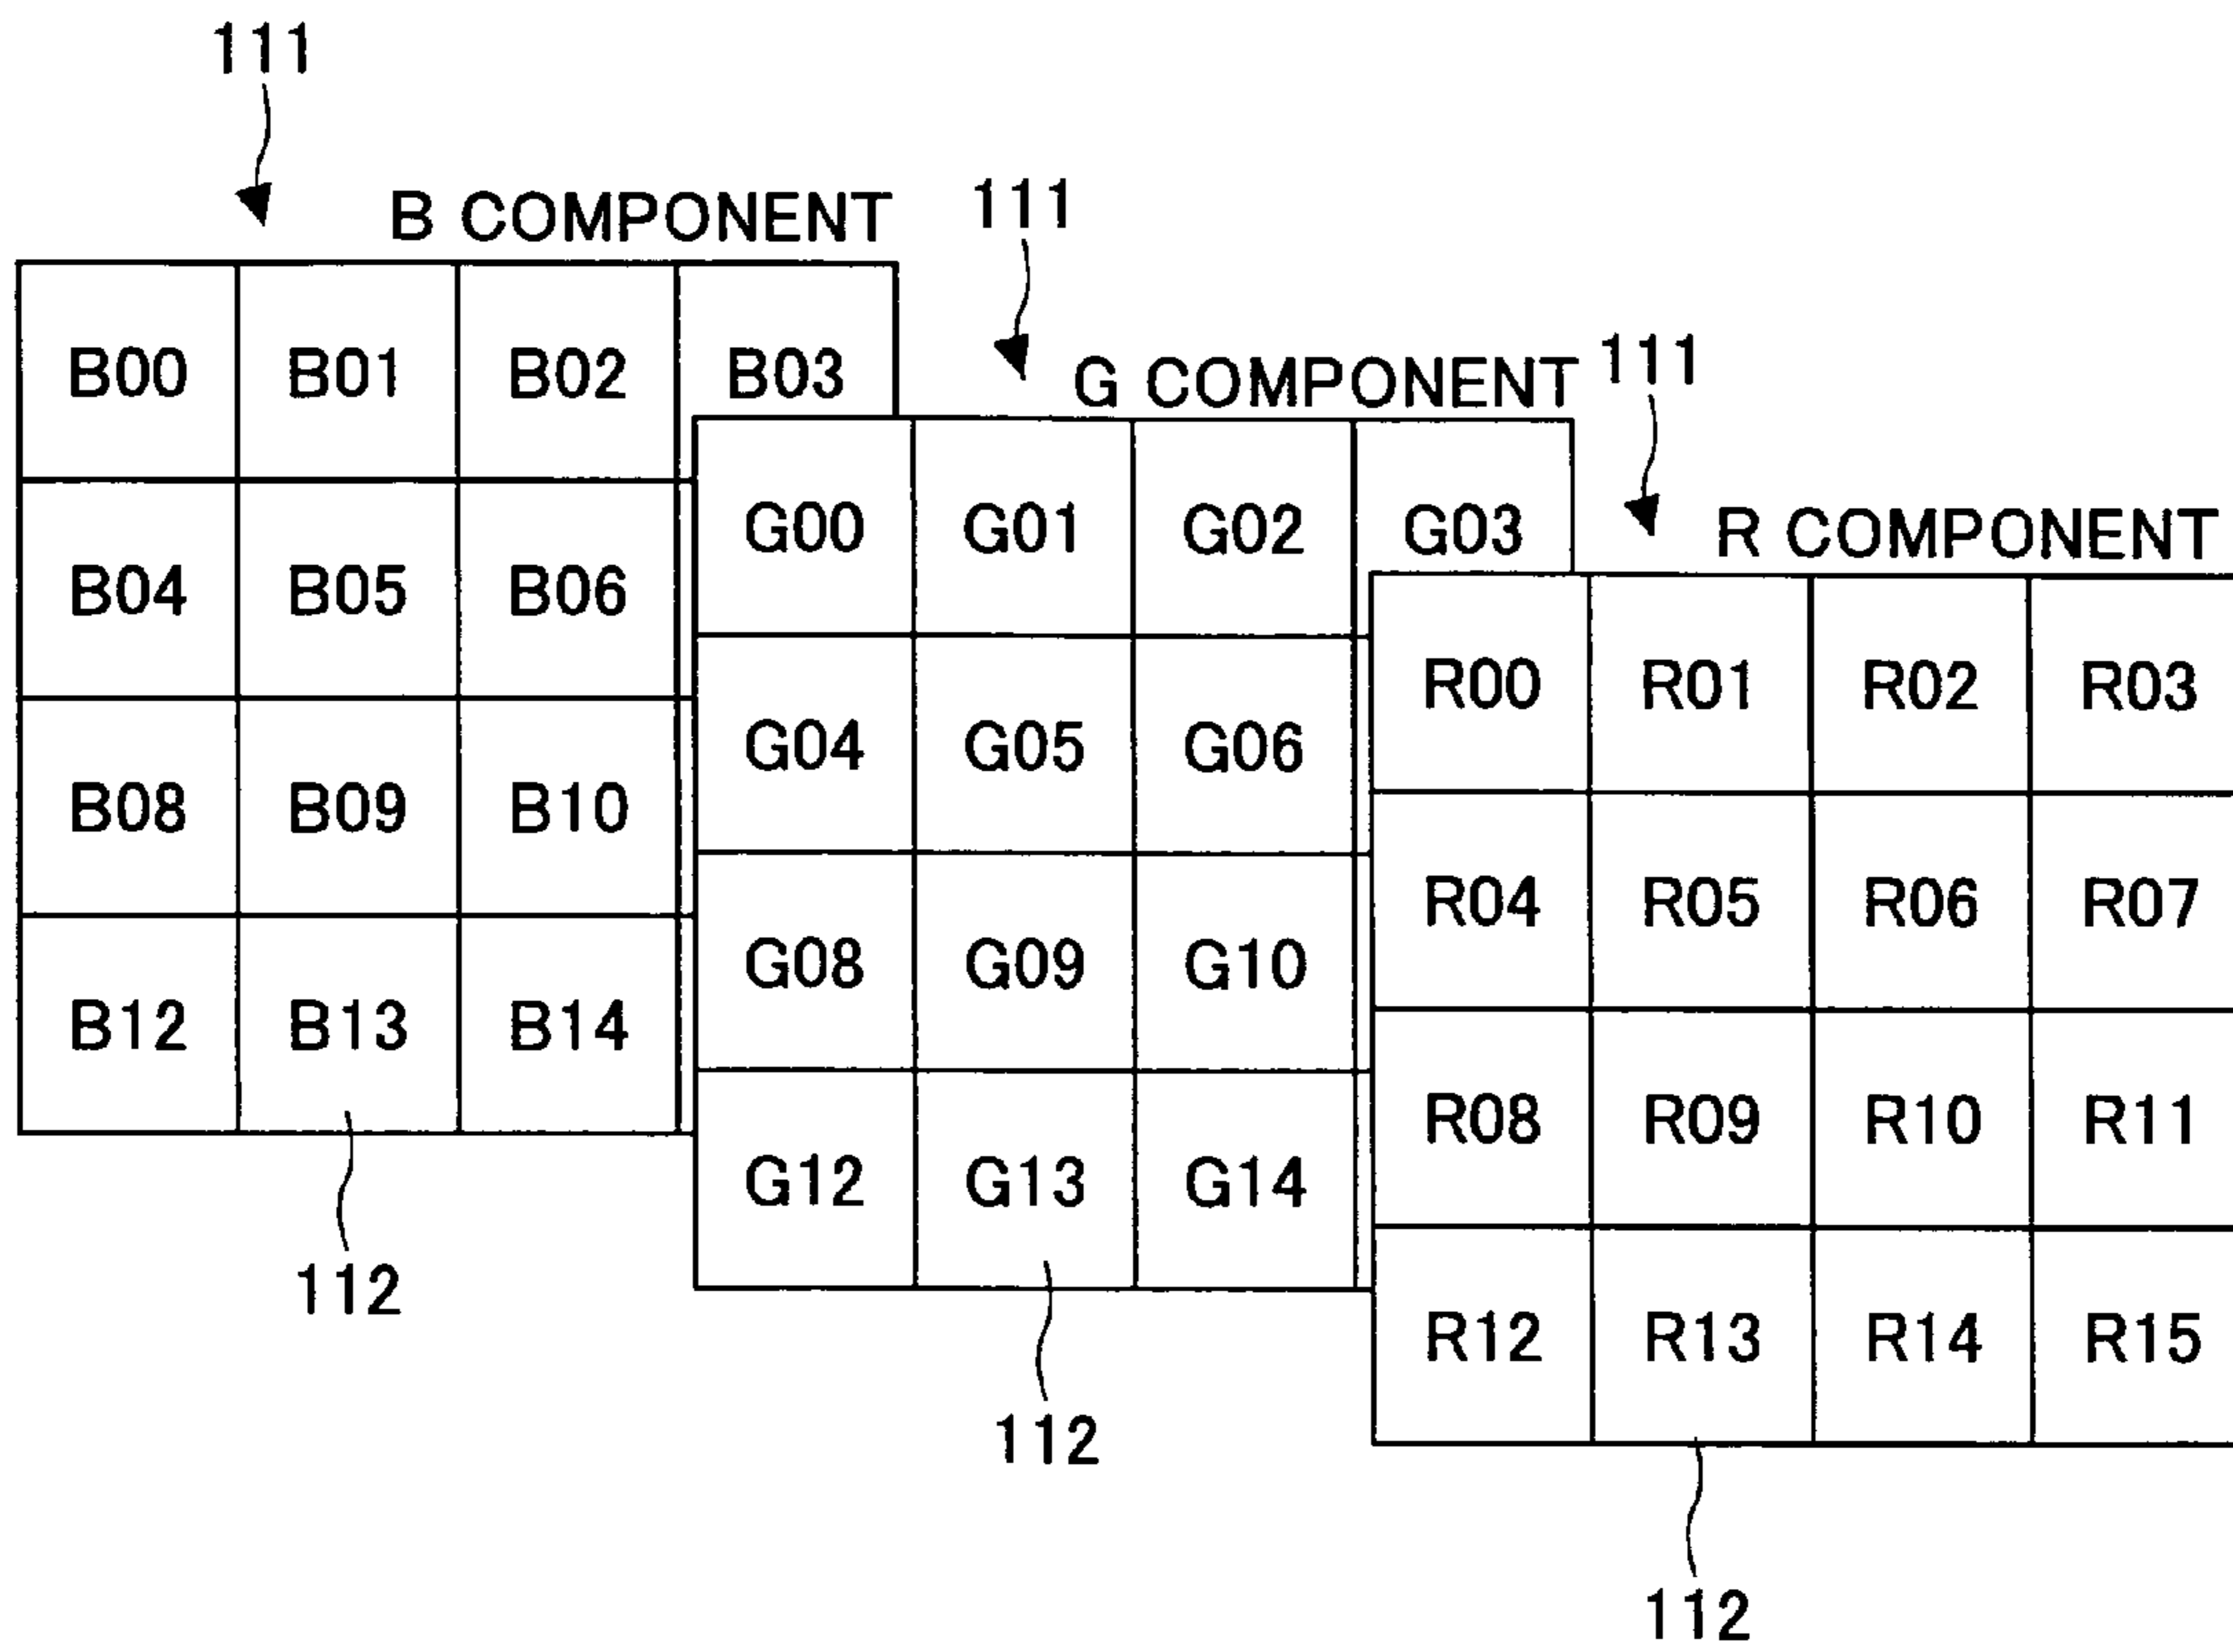 111
B COMPONENT
B00 B01 B02 B03
B04 B05 B06
B08 B09 B10
B12 B13 B14
112
111
G COMPONENT
G00 G01 G02 G03
G04 G05 G06
G08 G09 G10
G12 G13 G14
112
111
R COMPONENT
R00 R01 R02 R03
R04 R05 R06 R07
R08 R09 R10 R11
R12 R13 R14 R15
112